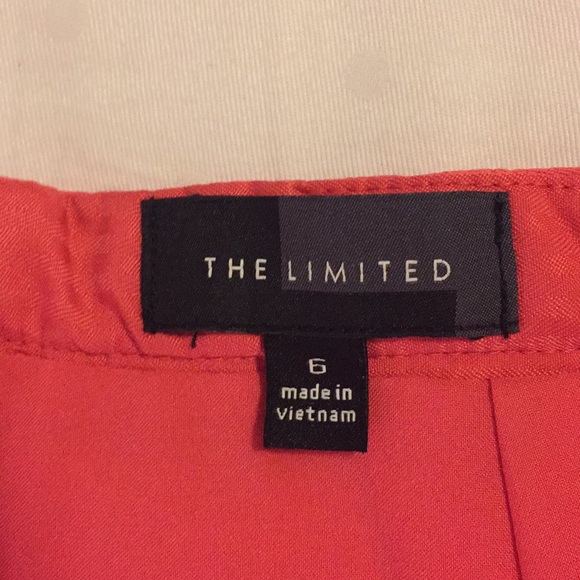 THE LIMITED
6
made in
vietnam